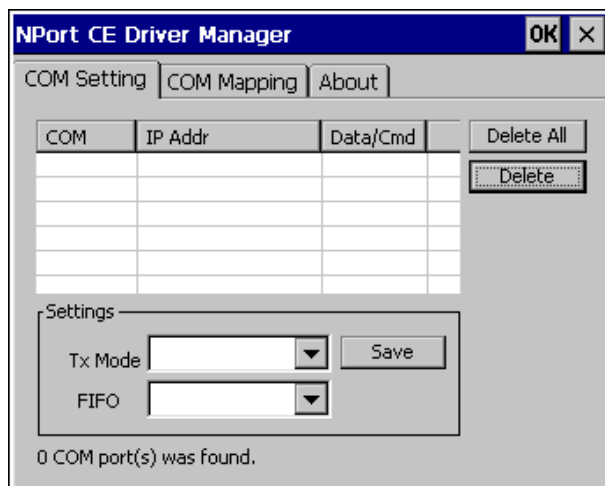 NPort CE Driver Manager OK ×
COM Setting COM Mapping About
COM IP Addr Data/Cmd Delete All
Delete
Settings
Tx Mode Save
FIFO
0 COM port(s) was found.